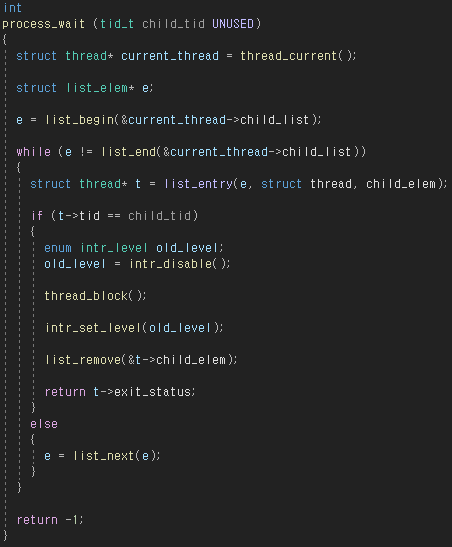 int
process_wait (tid_t child_tid UNUSED)
{
struct thread* current_thread = thread_current();
struct list_elem* e;
e = list_begin(&current_thread->child_list);
while (e != list_end(&current_thread->child_list))
{
struct thread* t = list_entry(e, struct thread, child_elem);
if (t->tid == child_tid)
{
enum intr_level old_level;
old_level = intr_disable();
thread_block();
intr_set_level(old_level);
list_remove(&t->child_elem);
return t->exit_status;
}
else
{
e = list_next(e);
}
}
return -1;
}